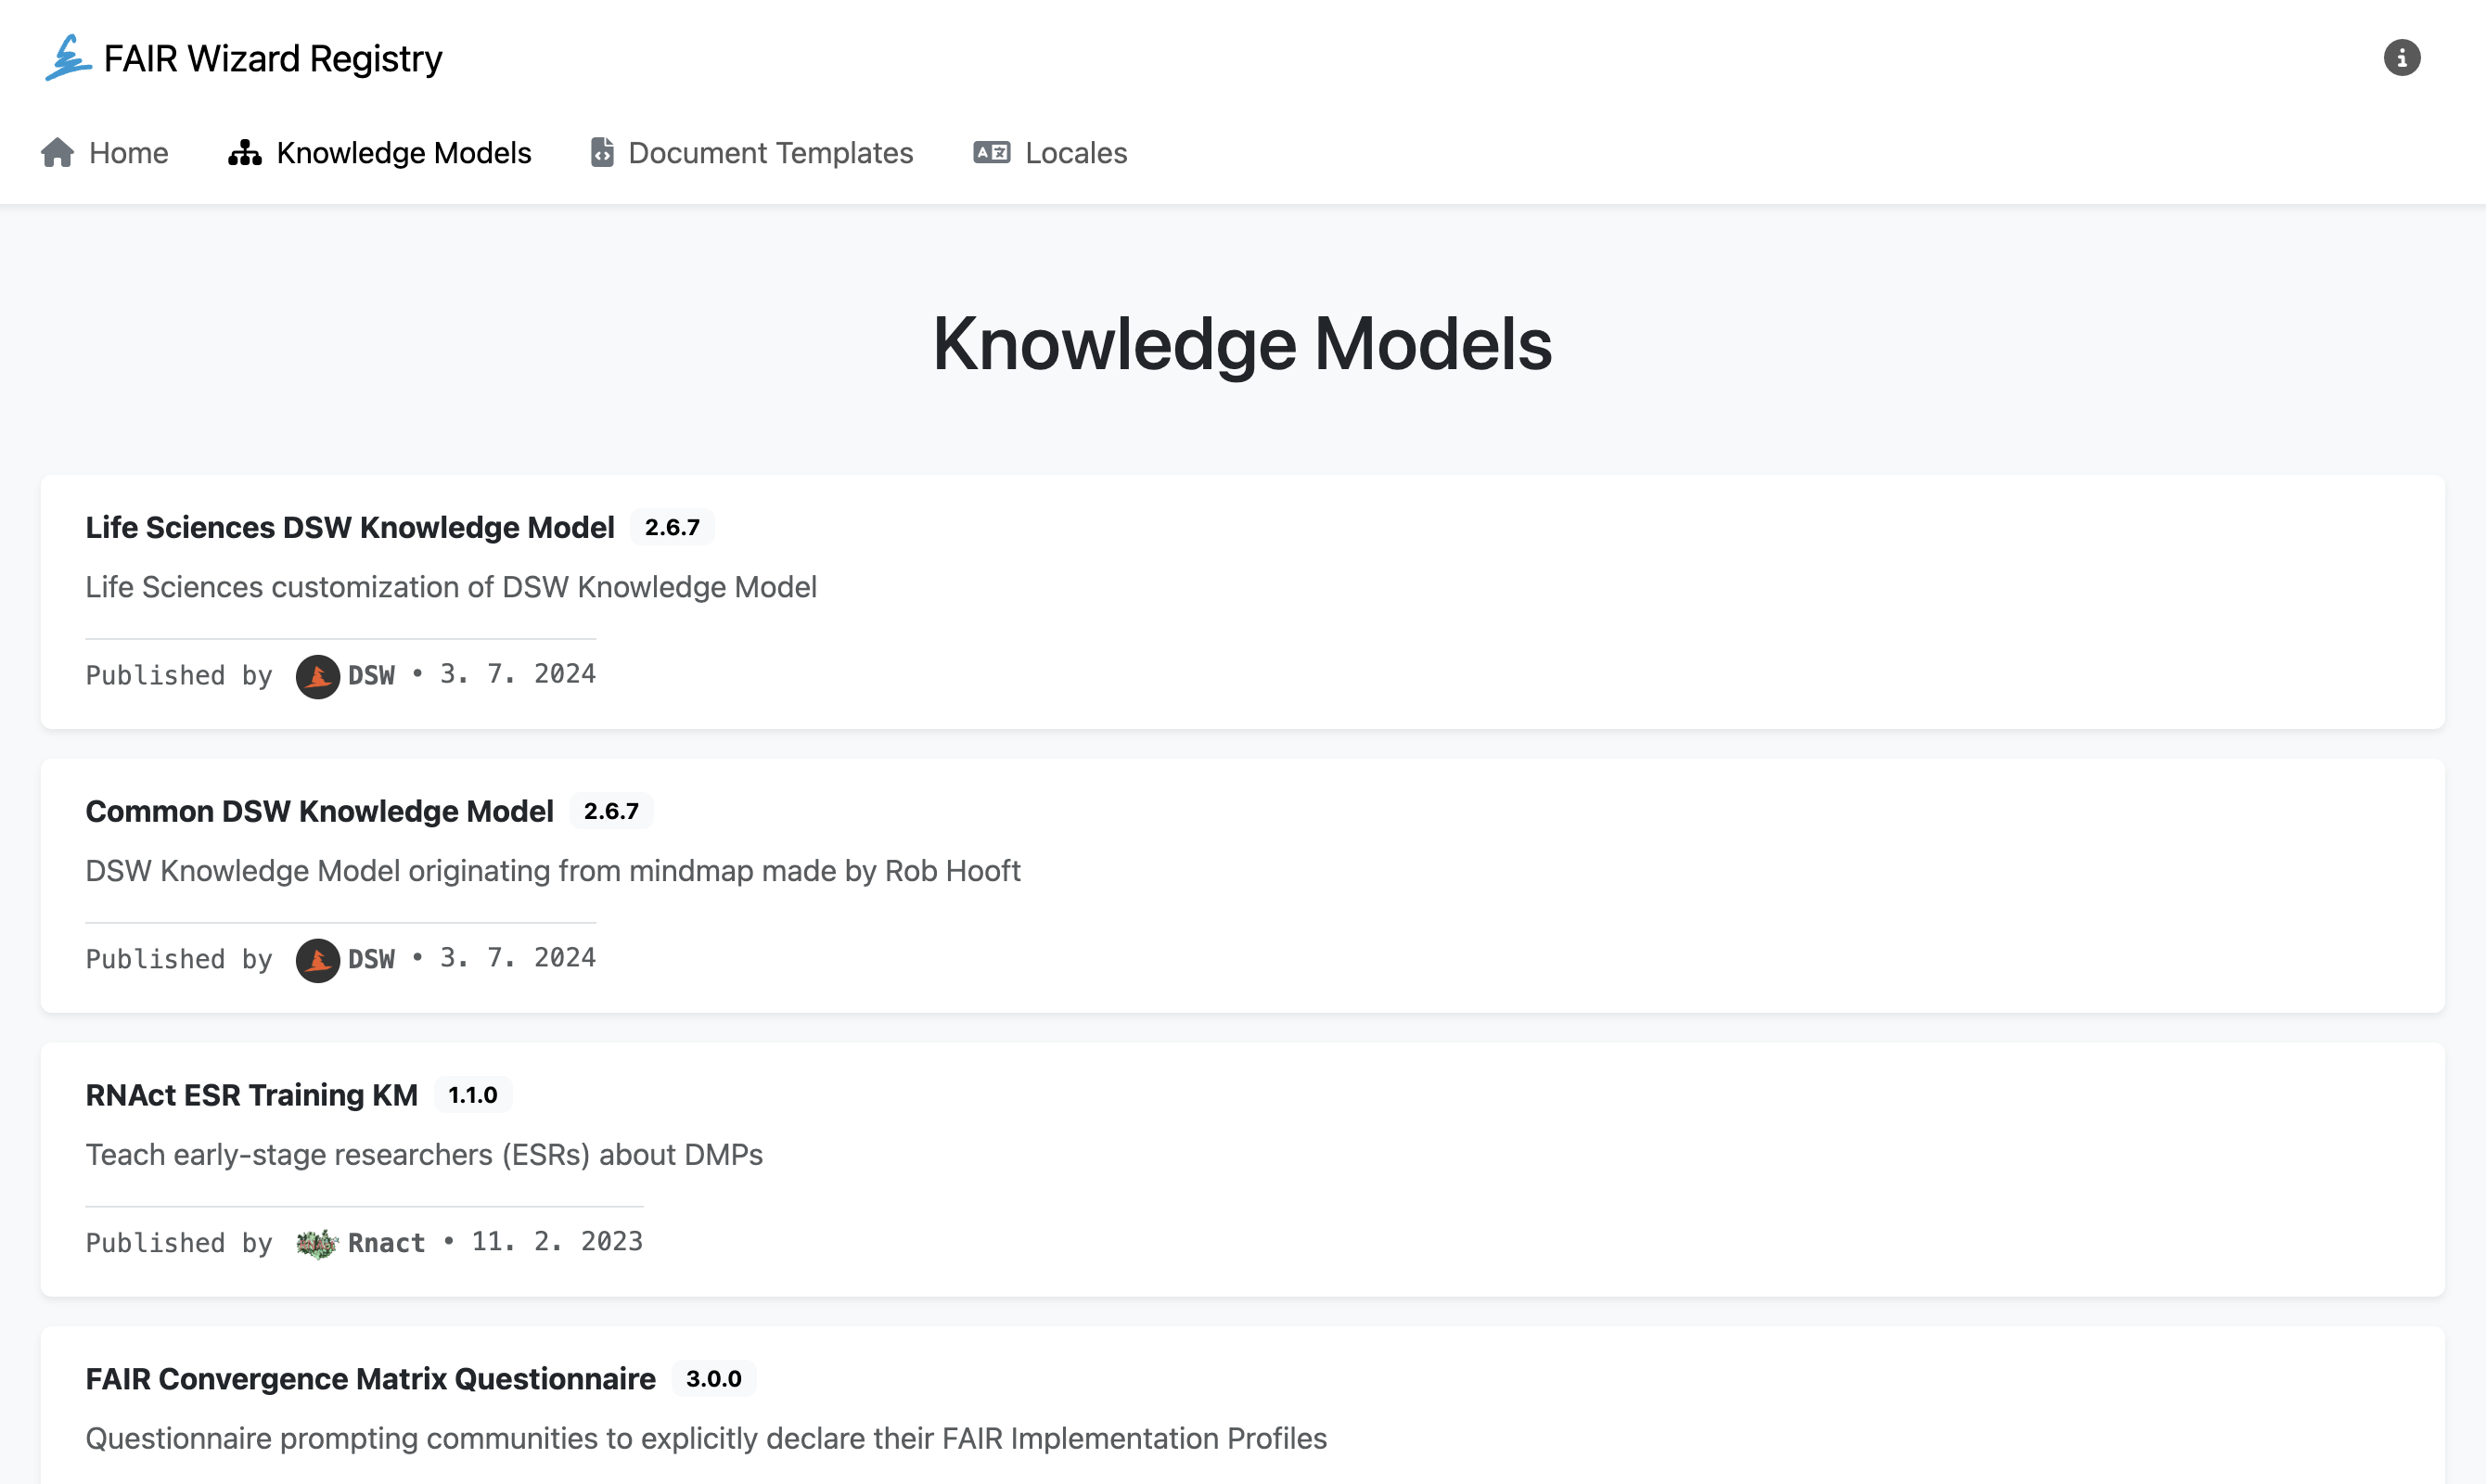 FAIR Wizard Registry
Home Knowledge Models Document Templates Locales
Knowledge Models
Life Sciences DSW Knowledge Model 2.6.7
Life Sciences customization of DSW Knowledge Model
Published by DSW • 3. 7. 2024
Common DSW Knowledge Model 2.6.7
DSW Knowledge Model originating from mindmap made by Rob Hooft
Published by DSW • 3. 7. 2024
RNAct ESR Training KM 1.1.0
Teach early-stage researchers (ESRs) about DMPs
Published by Rnact • 11. 2. 2023
FAIR Convergence Matrix Questionnaire 3.0.0
Questionnaire prompting communities to explicitly declare their FAIR Implementation Profiles